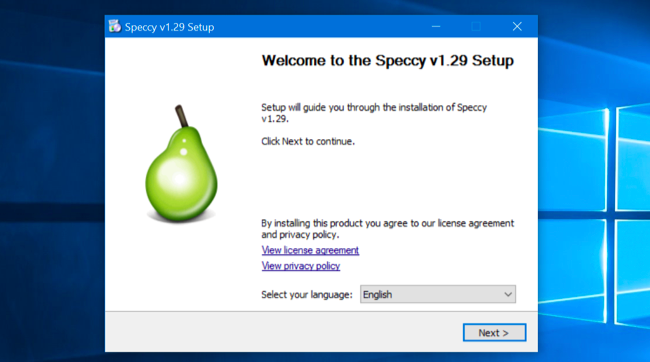 Speccy v1.29 Setup
Welcome to the Speccy v1.29 Setup
Setup will guide you through the installation of Speccy
v1.29.
Click Next to continue.
By installing this product you agree to our license agreement
and privacy policy.
View license agreement
View privacy policy
Select your language: English
Next >